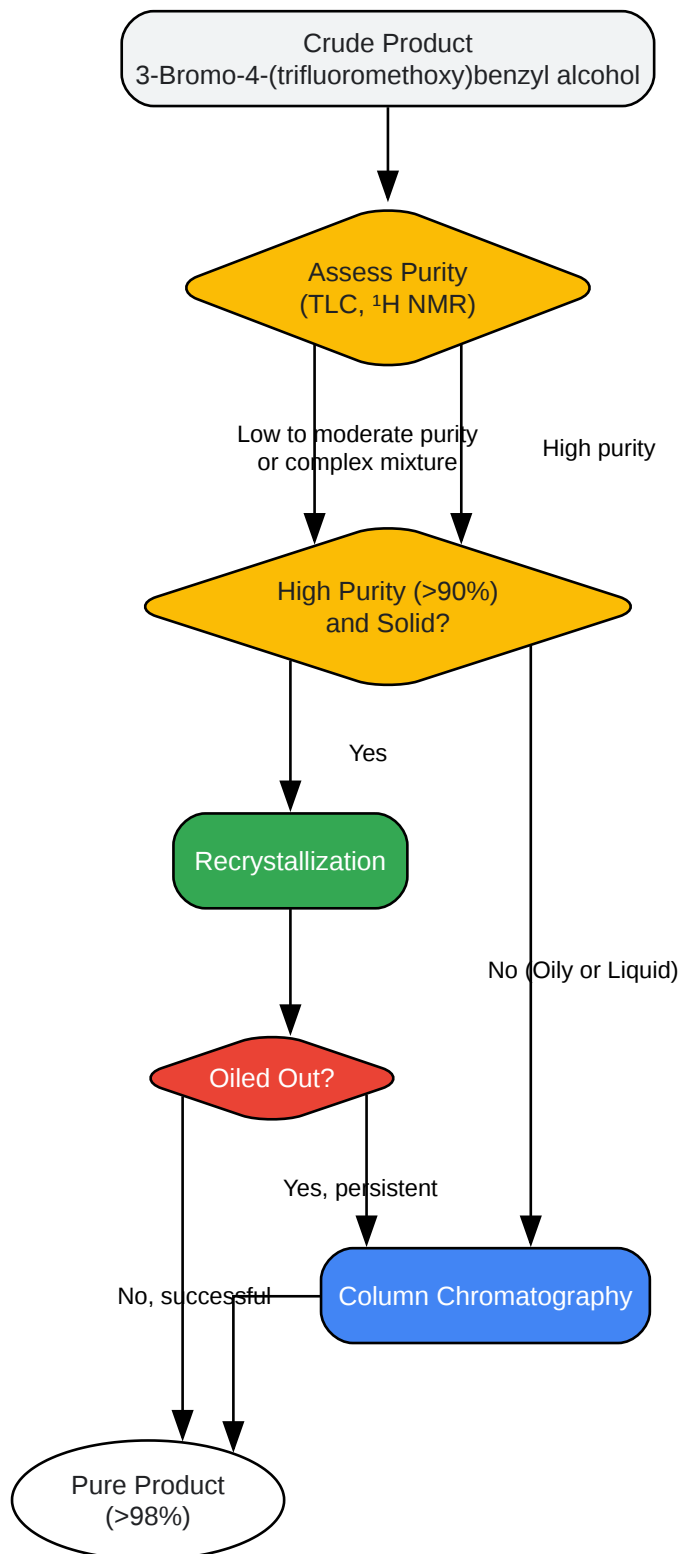 Crude Product
3-Bromo-4-(trifluoromethoxy)benzyl alcohol
Assess Purity
(TLC, ¹H NMR)
Low to moderate purity
or complex mixture
High purity
High Purity (>90%)
and Solid?
Yes
Recrystallization
No (Oily or Liquid)
Oiled Out?
Yes, persistent
No, successful
Column Chromatography
Pure Product
(>98%)